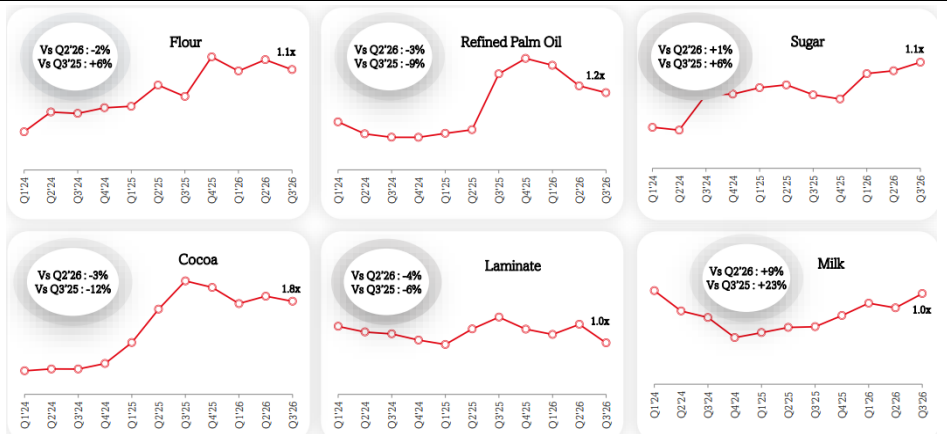 Flour
Vs Q2'26 : -2%
Vs Q3'25 : +6%
1.1x
Q1'24 Q2'24 Q3'24 Q4'24 Q1'25 Q2'25 Q3'25 Q4'25 Q1'26 Q2'26 Q3'26
Refined Palm Oil
Vs Q2'26 : -3%
Vs Q3'25 : -9%
1.2x
Q1'24 Q2'24 Q3'24 Q4'24 Q1'25 Q2'25 Q3'25 Q4'25 Q1'26 Q2'26 Q3'26
Sugar
Vs Q2'26 : +1%
Vs Q3'25 : +6%
1.1x
Q1'24 Q2'24 Q3'24 Q4'24 Q1'25 Q2'25 Q3'25 Q4'25 Q1'26 Q2'26 Q3'26
Cocoa
Vs Q2'26 : -3%
Vs Q3'25 : -12%
1.8x
Q1'24 Q2'24 Q3'24 Q4'24 Q1'25 Q2'25 Q3'25 Q4'25 Q1'26 Q2'26 Q3'26
Laminate
Vs Q2'26 : -4%
Vs Q3'25 : -6%
1.0x
Q1'24 Q2'24 Q3'24 Q4'24 Q1'25 Q2'25 Q3'25 Q4'25 Q1'26 Q2'26 Q3'26
Milk
Vs Q2'26 : +9%
Vs Q3'25 : +23%
1.0x
Q1'24 Q2'24 Q3'24 Q4'24 Q1'25 Q2'25 Q3'25 Q4'25 Q1'26 Q2'26 Q3'26